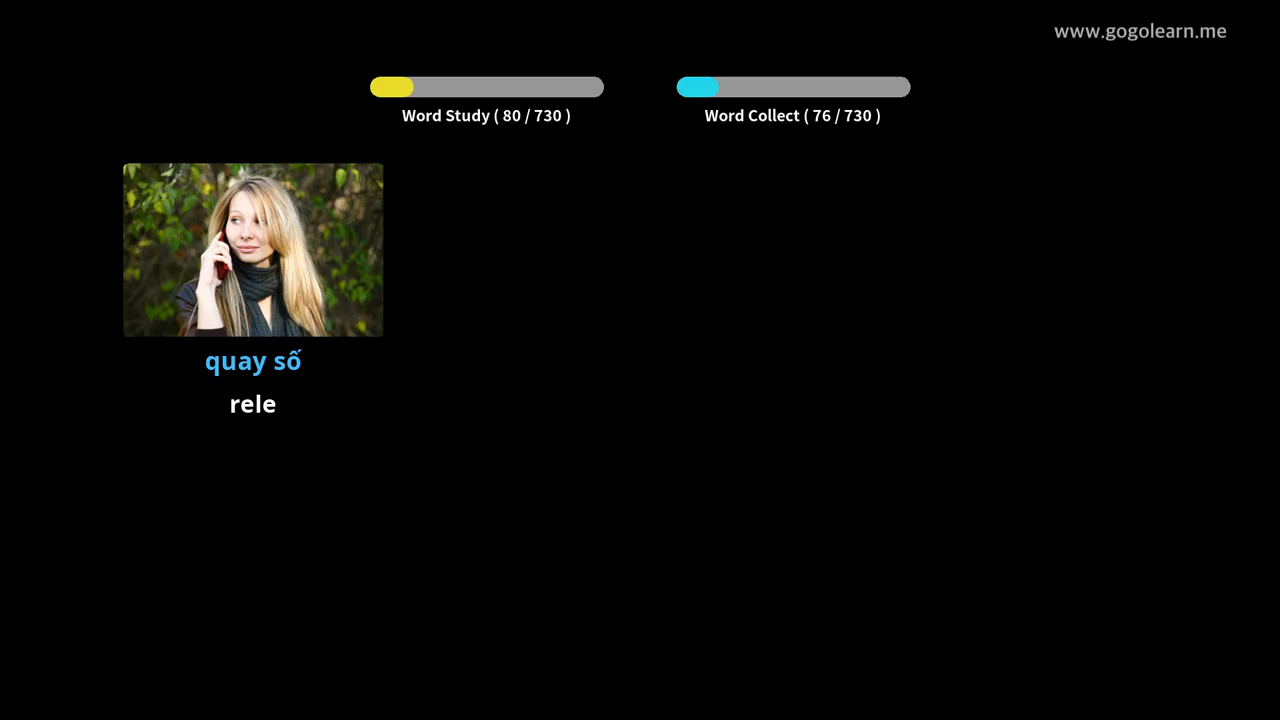 www.gogolearn.me
Word Study ( 80 / 730 )
Word Collect ( 76 / 730 )
quay số
rele